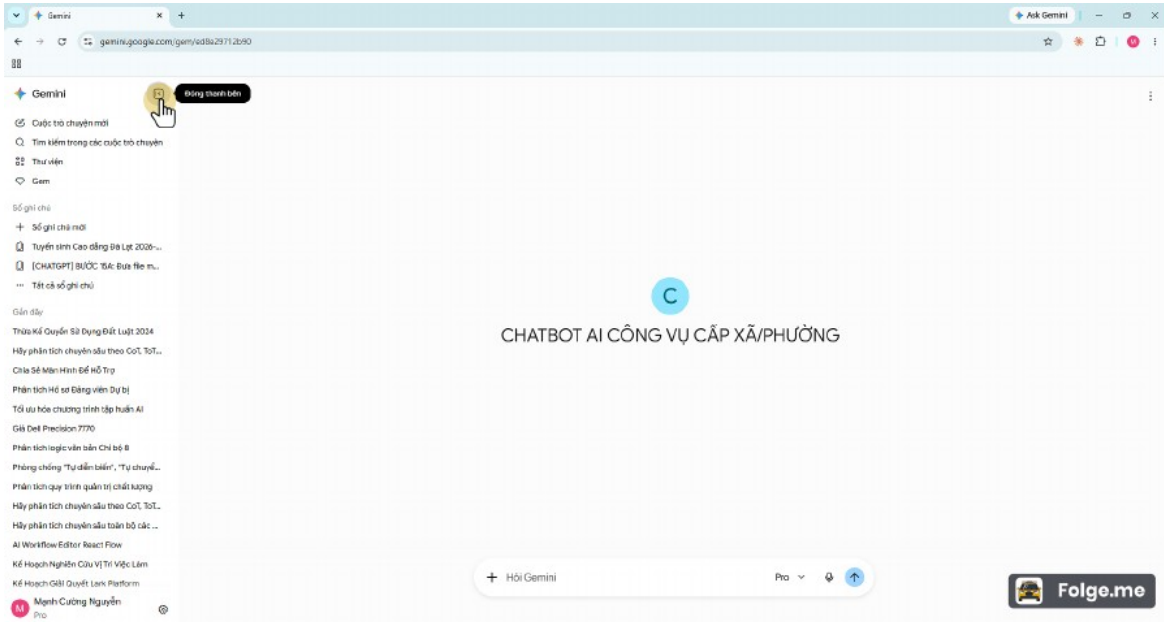 Gemini
Ask Gemini
gemini.google.com/gem/ed8a29712b90
Gemini
Đóng thanh bên
Cuộc trò chuyện mới
Tìm kiếm trong các cuộc trò chuyện
Thư viện
Gem
Sổ ghi chú
Sổ ghi chú mới
Tuyển sinh Cao đẳng Đà Lạt 2026-...
[CHATGPT] BƯỚC 15A: Đưa file m...
Tất cả sổ ghi chú
Gần đây
Thừa Kế Quyền Sử Dụng Đất Luật 2024
Hãy phân tích chuyên sâu theo CoT, ToT...
Chia Sẻ Màn Hình Để Hỗ Trợ
Phân tích Hồ sơ Đảng viên Dự bị
Tối ưu hóa chương trình tập huấn AI
Giá Dell Precision 7770
Phân tích logic văn bản Chi bộ 8
Phòng chống "Tự diễn biến", "Tự chuyể...
Phân tích quy trình quản trị chất lượng
Hãy phân tích chuyên sâu theo CoT, ToT...
Hãy phân tích chuyên sâu toàn bộ các ...
AI Workflow Editor React Flow
Kế Hoạch Nghiên Cứu Vị Trí Việc Làm
Kế Hoạch Giải Quyết Lark Platform
M
Mạnh Cường Nguyễn
Pro
C
CHATBOT AI CÔNG VỤ CẤP XÃ/PHƯỜNG
Hỏi Gemini
Pro
Folge.me